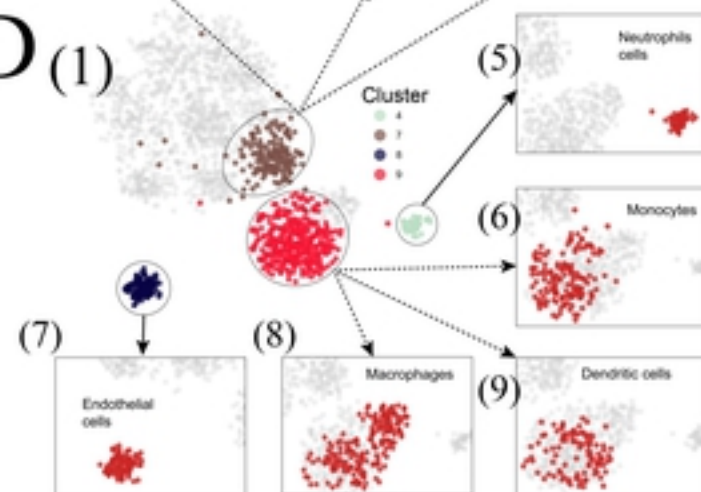 D
(1)
Cluster
4
7
8
9
(5)
Neutrophils
cells
(6)
Monocytes
(7)
Endothelial
cells
(8)
Macrophages
(9)
Dendritic cells